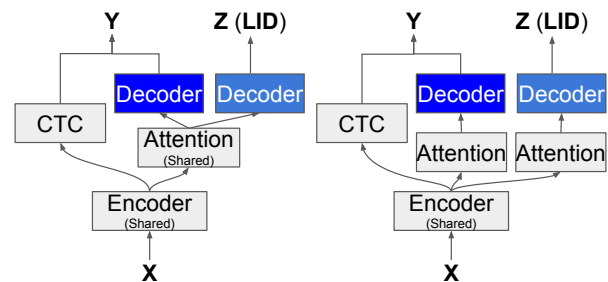 Y
Z (LID)
Decoder
Decoder
CTC
Attention
(Shared)
Encoder
(Shared)
X
Y
Z (LID)
Decoder
Decoder
CTC
Attention
Attention
Encoder
(Shared)
X